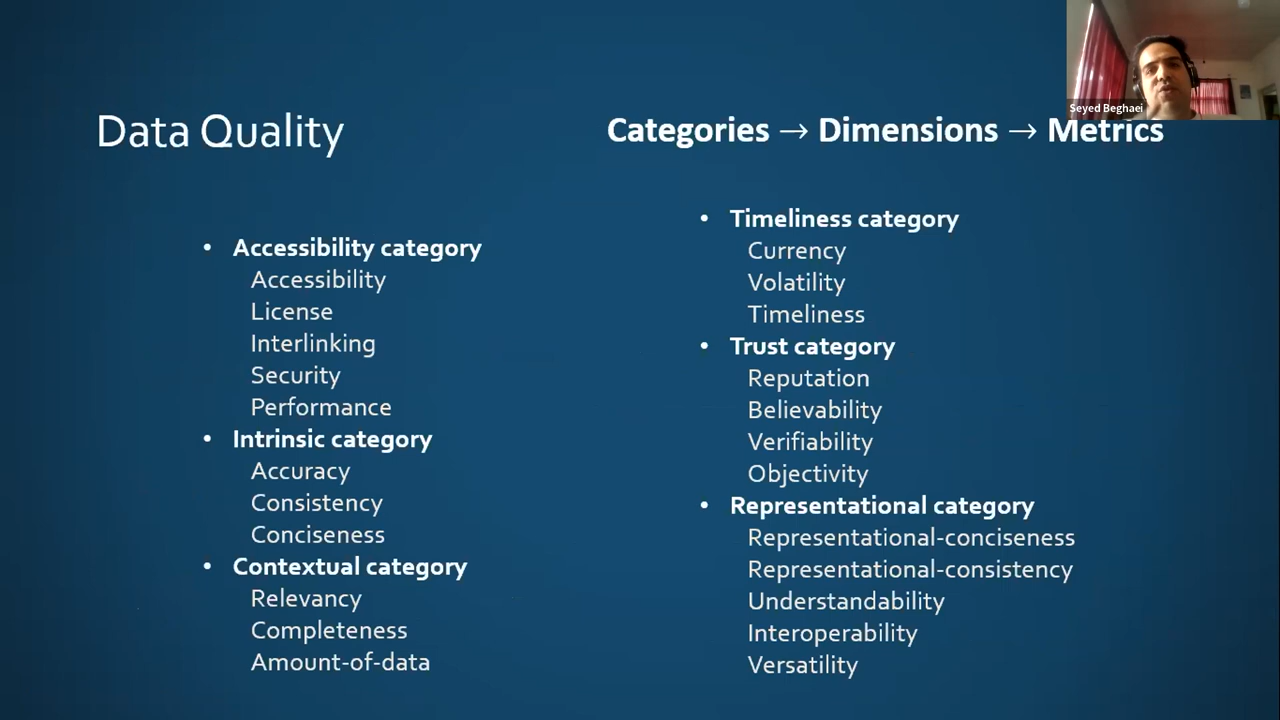 Seyed Beghaei
Data Quality
Categories → Dimensions → Metrics
• Accessibility category
Accessibility
License
Interlinking
Security
Performance
• Intrinsic category
Accuracy
Consistency
Conciseness
• Contextual category
Relevancy
Completeness
Amount-of-data
• Timeliness category
Currency
Volatility
Timeliness
• Trust category
Reputation
Believability
Verifiability
Objectivity
• Representational category
Representational-conciseness
Representational-consistency
Understandability
Interoperability
Versatility